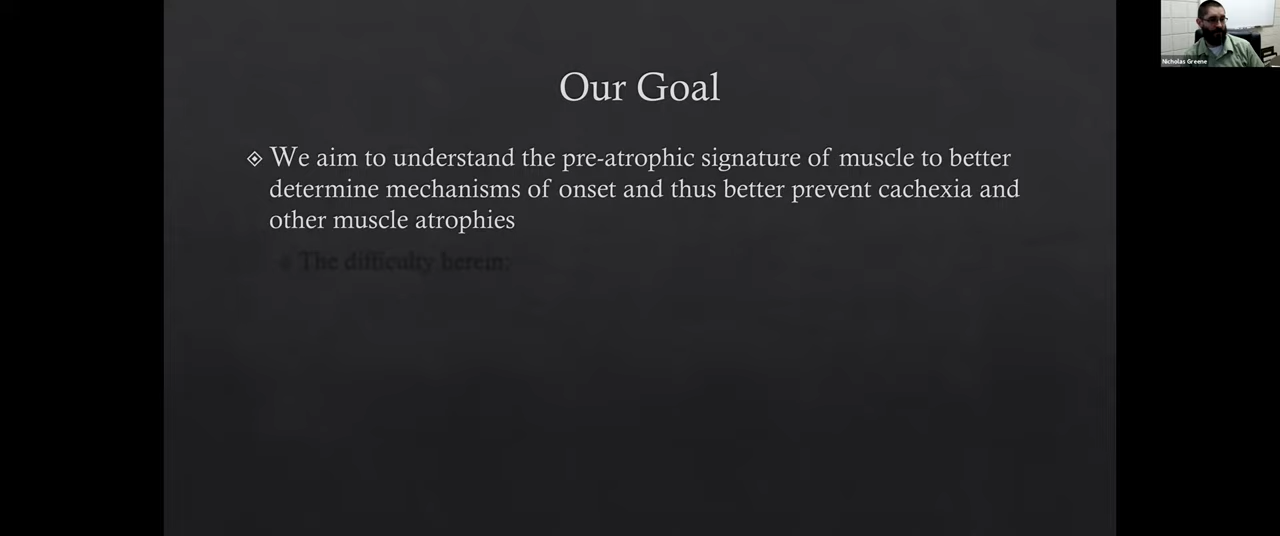 Our Goal
We aim to understand the pre-atrophic signature of muscle to better
determine mechanisms of onset and thus better prevent cachexia and
other muscle atrophies
The difficulty herein:
Nicholas Greene